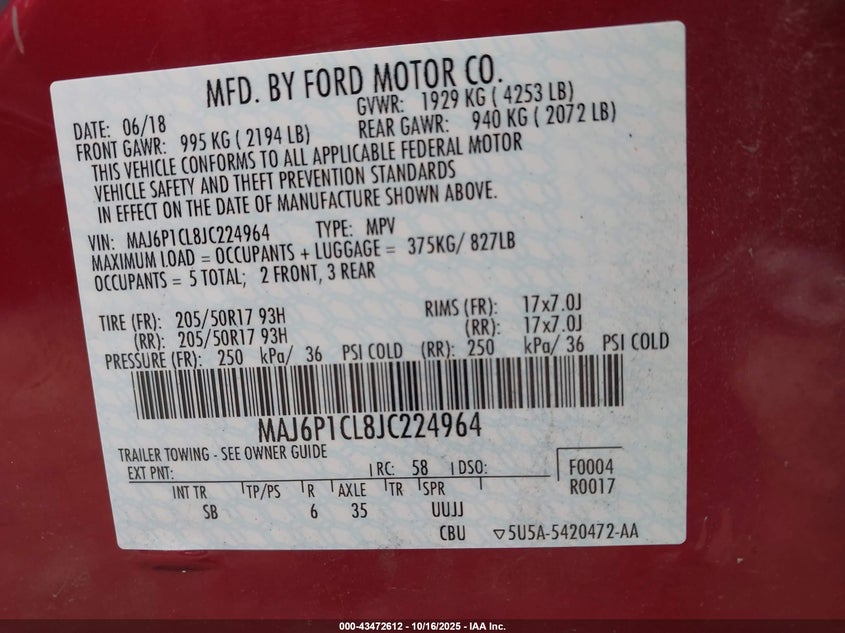 MFD. BY FORD MOTOR CO.
DATE: 06/18 GVWR: 1929 KG ( 4253 LB)
FRONT GAWR: 995 KG ( 2194 LB) REAR GAWR: 940 KG ( 2072 LB)
THIS VEHICLE CONFORMS TO ALL APPLICABLE FEDERAL MOTOR
VEHICLE SAFETY AND THEFT PREVENTION STANDARDS
IN EFFECT ON THE DATE OF MANUFACTURE SHOWN ABOVE.
VIN: MAJ6P1CL8JC224964 TYPE: MPV
MAXIMUM LOAD = OCCUPANTS + LUGGAGE = 375KG/ 827LB
OCCUPANTS = 5 TOTAL; 2 FRONT, 3 REAR
TIRE (FR): 205/50R17 93H RIMS (FR): 17x7.0J
(RR): 205/50R17 93H (RR): 17x7.0J
PRESSURE (FR): 250 kPa/ 36 PSI COLD (RR): 250 kPa/ 36 PSI COLD
MAJ6P1CL8JC224964
TRAILER TOWING - SEE OWNER GUIDE
EXT PNT: RC: 58 DSO: F0004
R0017
INT TR TP/PS R AXLE TR SPR
SB 6 35 UUJJ
CBU 5U5A-5420472-AA
000-43472612 - 10/16/2025 - IAA Inc.